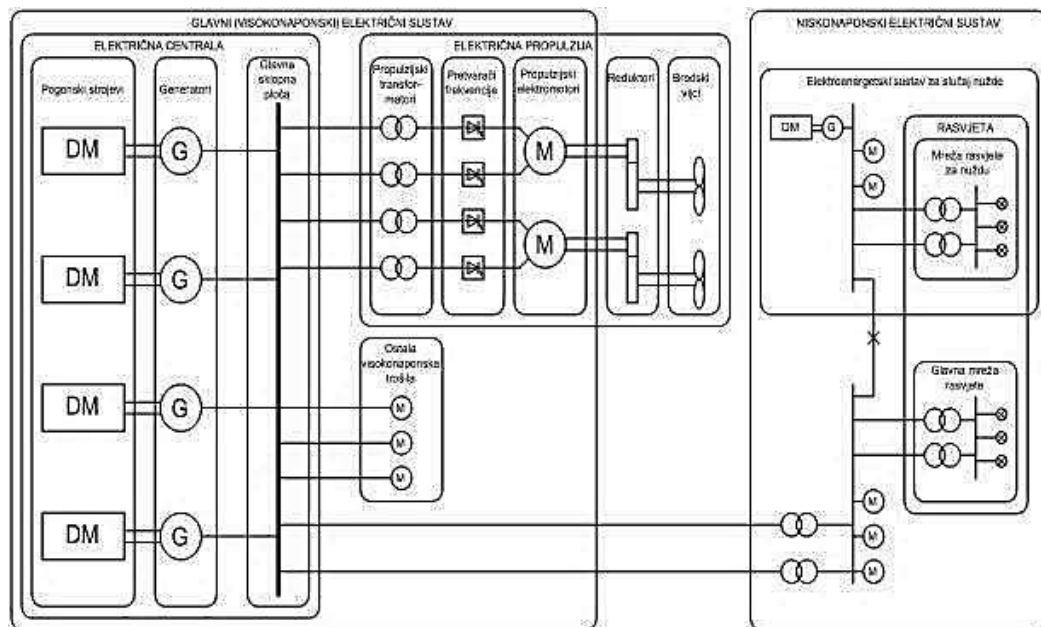 GLAVNI (VISOKONAPONSKI) ELEKTRIČNI SUSTAV
ELEKTRIČNA CENTRALA
Pogonski strojevi
Generatori
Glavna
sklopna
ploča
DM
G
DM
G
DM
G
DM
G
ELEKTRIČNA PROPULZIJA
Propulzijski
transfor-
matori
Pretvarači
frekvencije
Propulzijski
elektromotori
Reduktori
Brodski
vijci
M
M
Ostala
visokonaponska
trošila
M
M
M
NISKONAPONSKI ELEKTRIČNI SUSTAV
Elektroenergetski sustav za slučaj nužde
DM
G
M
M
RASVJETA
Mreža rasvjete
za nuždu
Glavna mreža
rasvjete
M
M
M